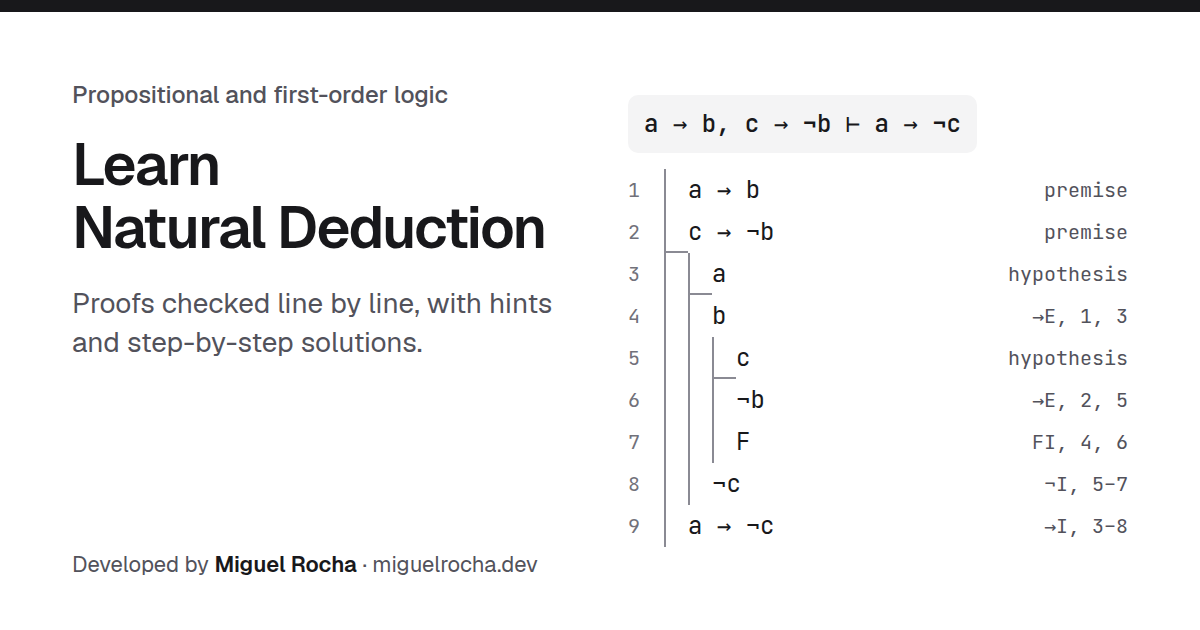 Propositional and first-order logic
Learn
Natural Deduction
Proofs checked line by line, with hints
and step-by-step solutions.
Developed by Miguel Rocha · miguelrocha.dev
a → b, c → ¬b ⊢ a → ¬c
1 a → b premise
2 c → ¬b premise
3 a hypothesis
4 b →E, 1, 3
5 c hypothesis
6 ¬b →E, 2, 5
7 F FI, 4, 6
8 ¬c ¬I, 5–7
9 a → ¬c →I, 3–8